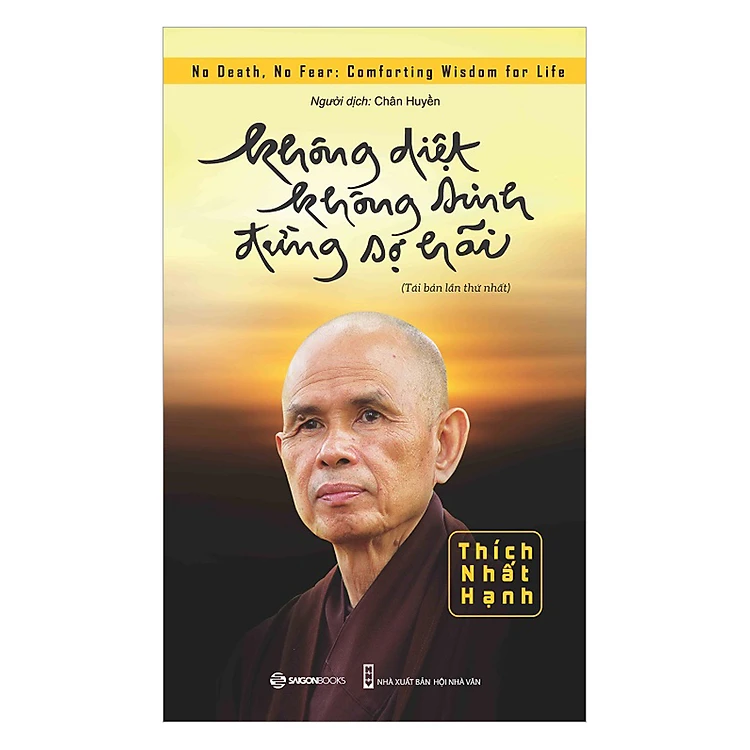 No Death, No Fear: Comforting Wisdom for Life
Người dịch: Chân Huyền
không diệt
không sinh
đừng sợ hãi
(Tái bản lần thứ nhất)
Thích
Nhất
Hạnh
SAIGONBOOKS
NHÀ XUẤT BẢN HỘI NHÀ VĂN